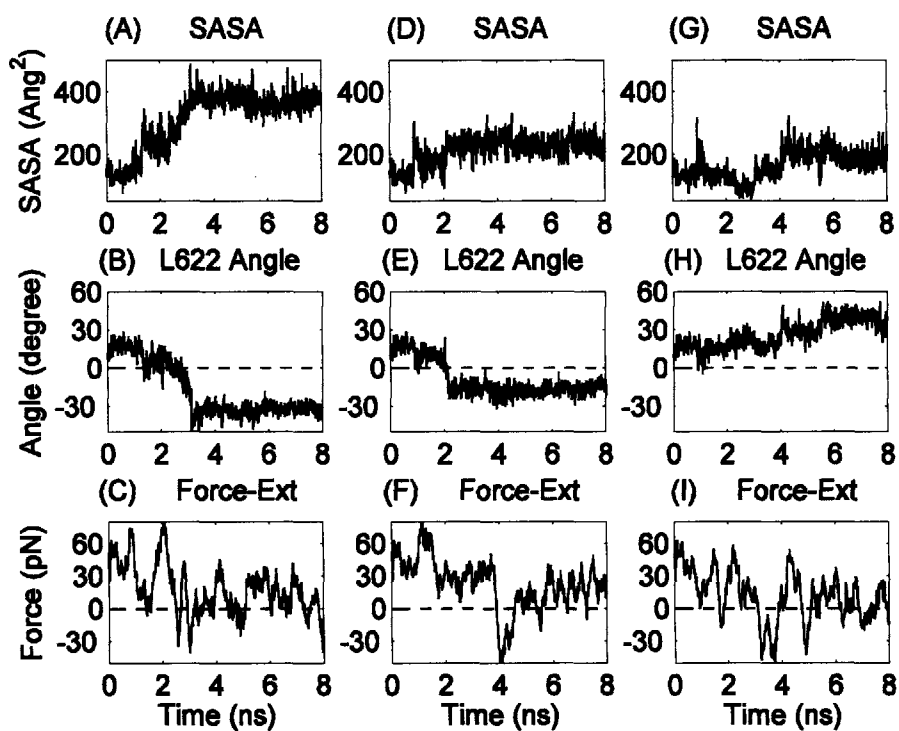 (A) SASA (D) SASA (G) SASA
SASA (Ang²)
400 400 400
200 200 200
0 2 4 6 8 0 2 4 6 8 0 2 4 6 8
(B) L622 Angle (E) L622 Angle (H) L622 Angle
Angle (degree)
60 60 60
30 30 30
0 0 0
-30 -30 -30
0 2 4 6 8 0 2 4 6 8 0 2 4 6 8
(C) Force-Ext (F) Force-Ext (I) Force-Ext
Force (pN)
60 60 60
30 30 30
0 0 0
-30 -30 -30
0 2 4 6 8 0 2 4 6 8 0 2 4 6 8
Time (ns) Time (ns) Time (ns)